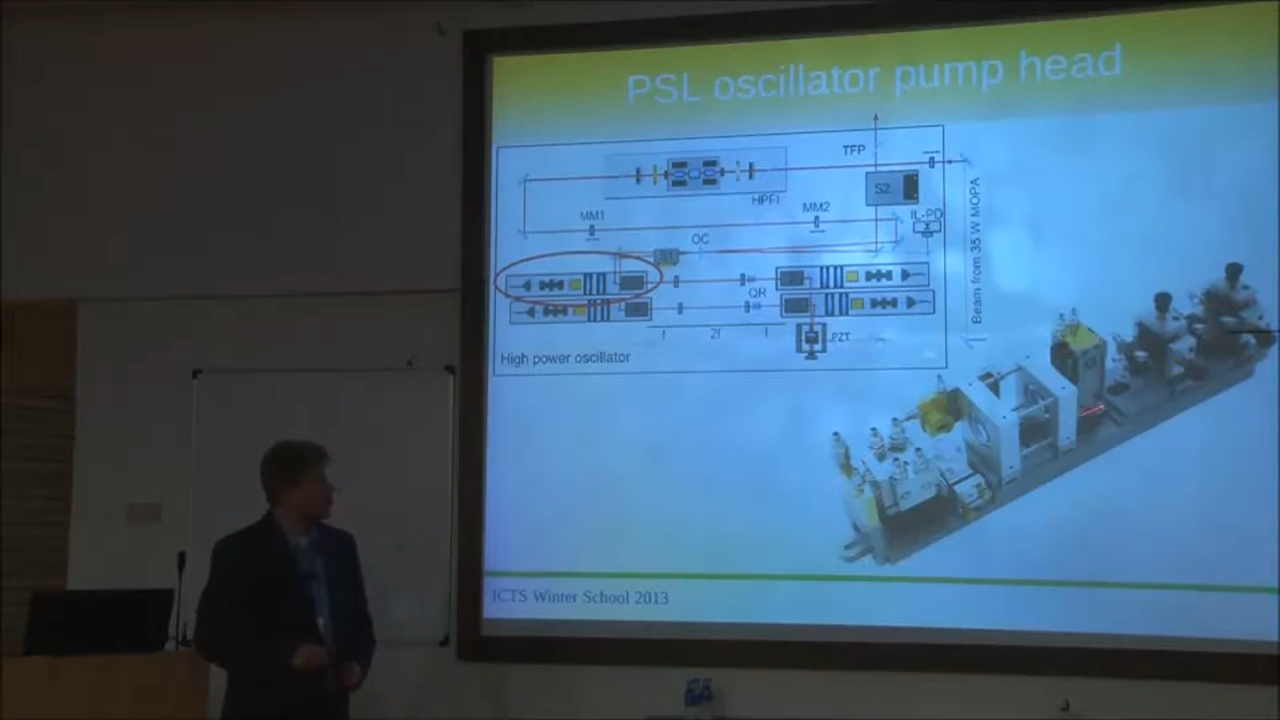 PSL oscillator pump head
TFP
S2
HPFI
MM1
MM2
IL-PD
OC
QR
f 2f f
PZT
High power oscillator
Beam from 35 W MOPA
ICTS Winter School 2013